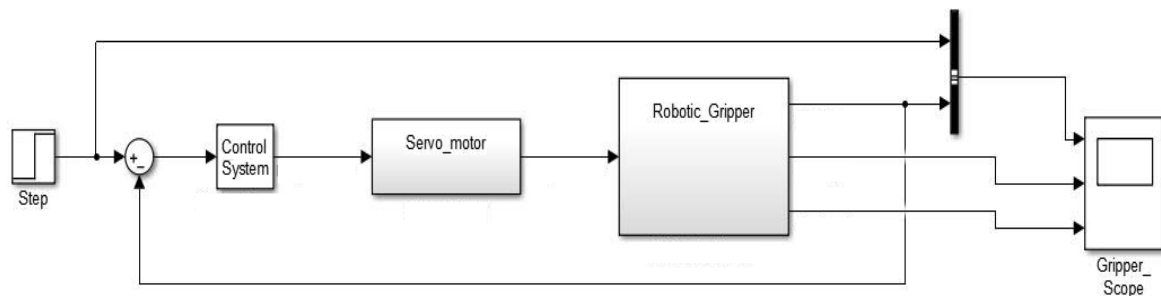 Step
+
-
Control
System
Servo_motor
Robotic_Gripper
Gripper_
Scope